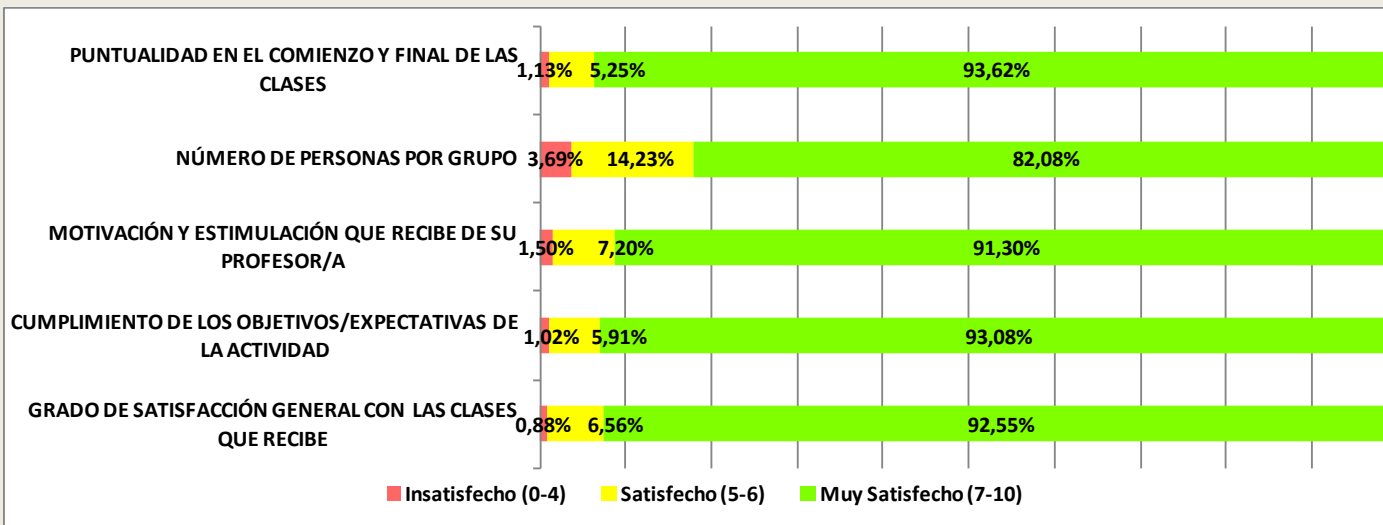 PUNTUALIDAD EN EL COMIENZO Y FINAL DE LAS
CLASES
1,13% 5,25% 93,62%
NÚMERO DE PERSONAS POR GRUPO
3,69% 14,23% 82,08%
MOTIVACIÓN Y ESTIMULACIÓN QUE RECIBE DE SU
PROFESOR/A
1,50% 7,20% 91,30%
CUMPLIMIENTO DE LOS OBJETIVOS/EXPECTATIVAS DE
LA ACTIVIDAD
1,02% 5,91% 93,08%
GRADO DE SATISFACCIÓN GENERAL CON LAS CLASES
QUE RECIBE
0,88% 6,56% 92,55%
Insatisfecho (0-4) Satisfecho (5-6) Muy Satisfecho (7-10)